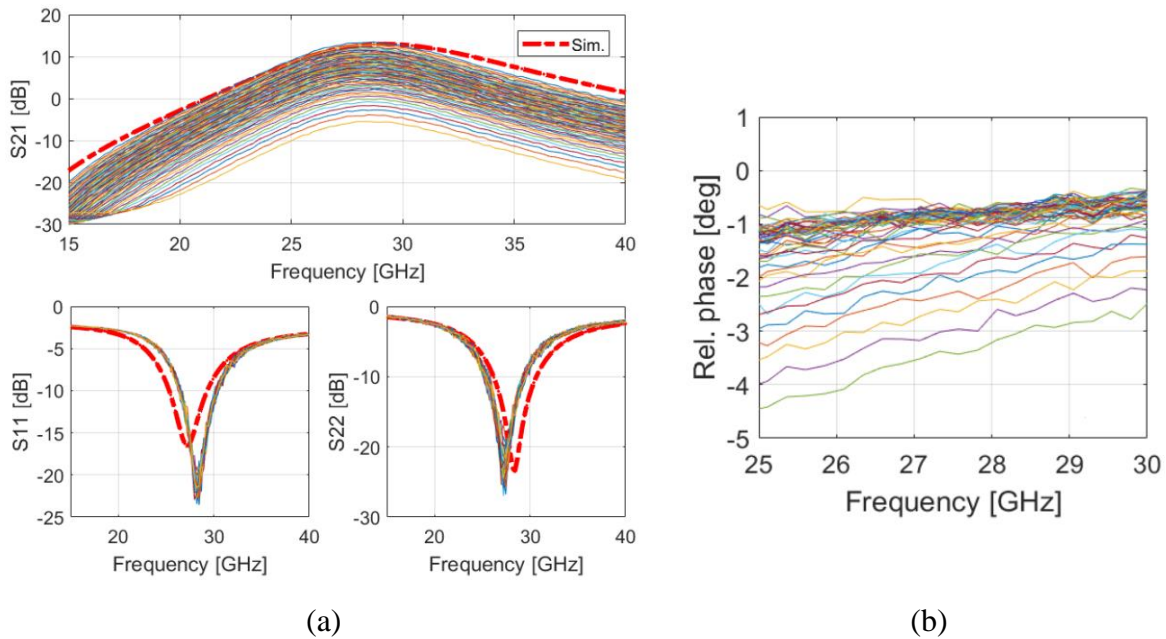 20
10
0
-10
-20
-30
S21 [dB]
Sim.
15 20 25 30 35 40
Frequency [GHz]
0
-5
-10
-15
-20
-25
S11 [dB]
20 30 40
Frequency [GHz]
0
-10
-20
-30
S22 [dB]
20 30 40
Frequency [GHz]
(a)
1
0
-1
-2
-3
-4
-5
Rel. phase [deg]
25 26 27 28 29 30
Frequency [GHz]
(b)